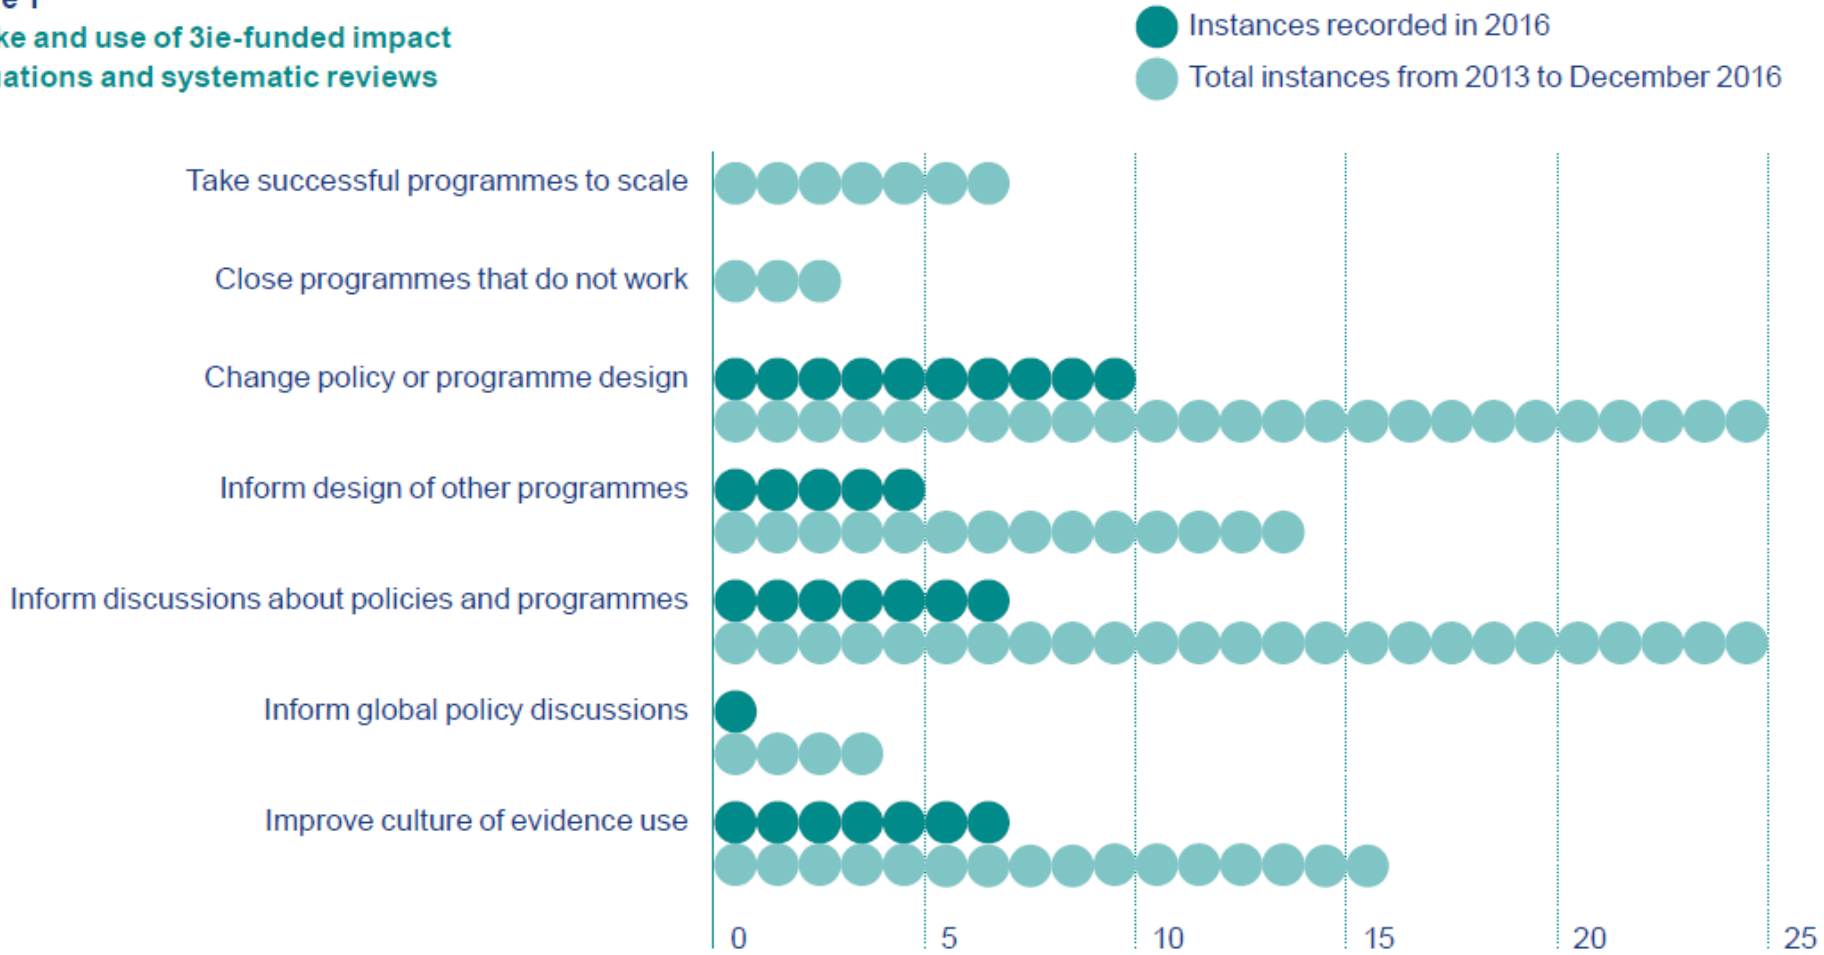 ke and use of 3ie-funded impact
uations and systematic reviews
Instances recorded in 2016
Total instances from 2013 to December 2016
Take successful programmes to scale
Close programmes that do not work
Change policy or programme design
Inform design of other programmes
Inform discussions about policies and programmes
Inform global policy discussions
Improve culture of evidence use
0 5 10 15 20 25